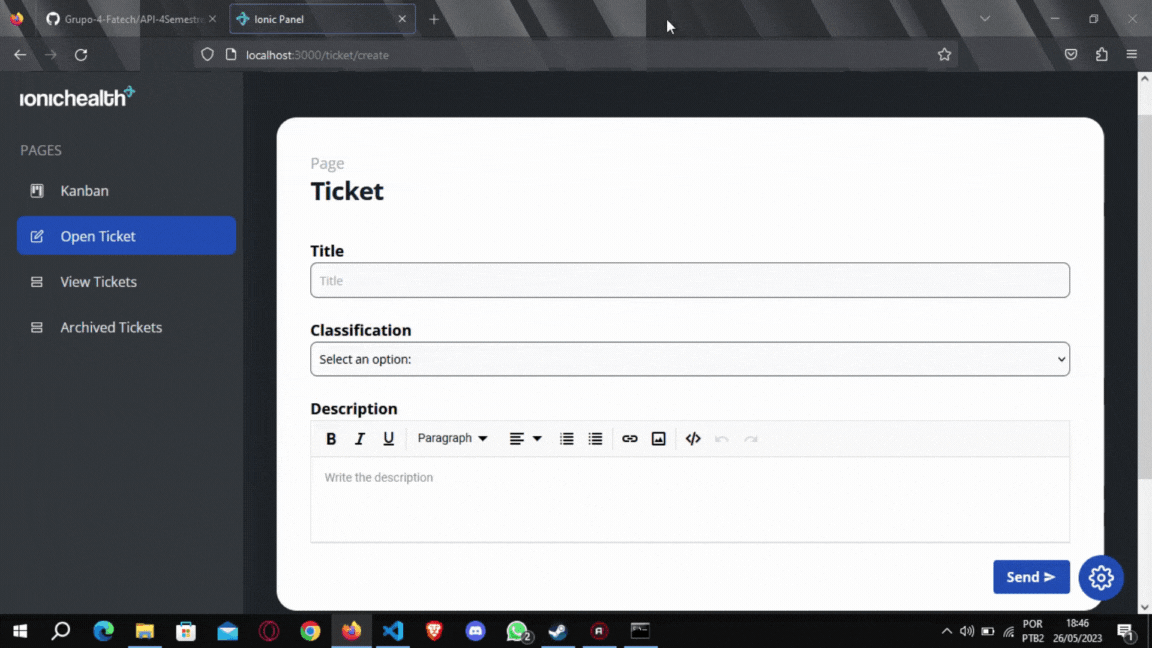 Grupo-4-Fatech/API-4Semestre
Ionic Panel
localhost:3000/ticket/create
ionichealth
PAGES
Kanban
Open Ticket
View Tickets
Archived Tickets
Page
Ticket
Title
Title
Classification
Select an option:
Description
B I U Paragraph
Write the description
Send
2
POR
PTB2
18:46
26/05/2023
1